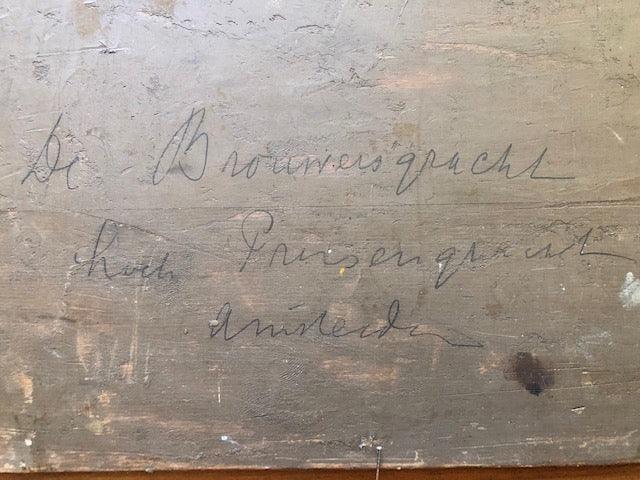 De Brouwersgracht
hoek Prinsengracht
Amsterdam